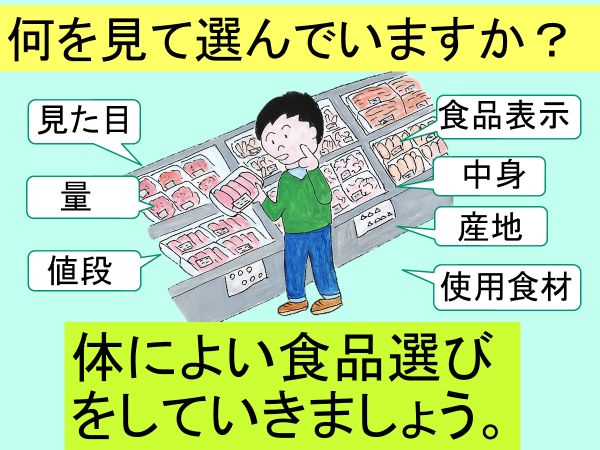 何を見て選んでいますか？
見た目
量
値段
食品表示
中身
産地
使用食材
体によい食品選び
をしていきましょう。